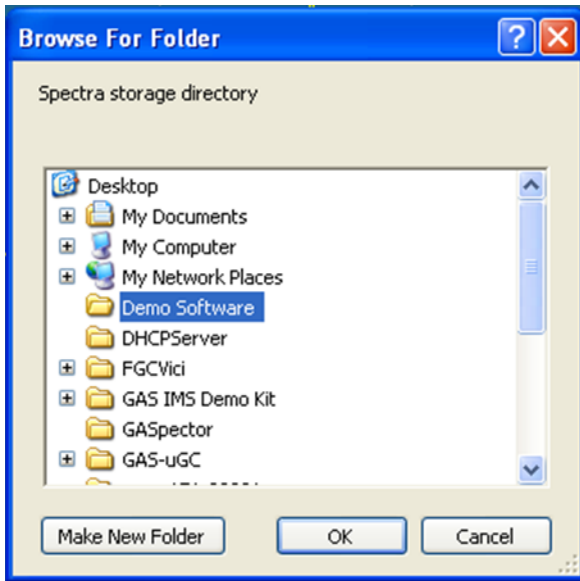 Browse For Folder
Spectra storage directory
Desktop
My Documents
My Computer
My Network Places
Demo Software
DHCPServer
FGCVici
GAS IMS Demo Kit
GASpector
GAS-uGC
Make New Folder OK Cancel